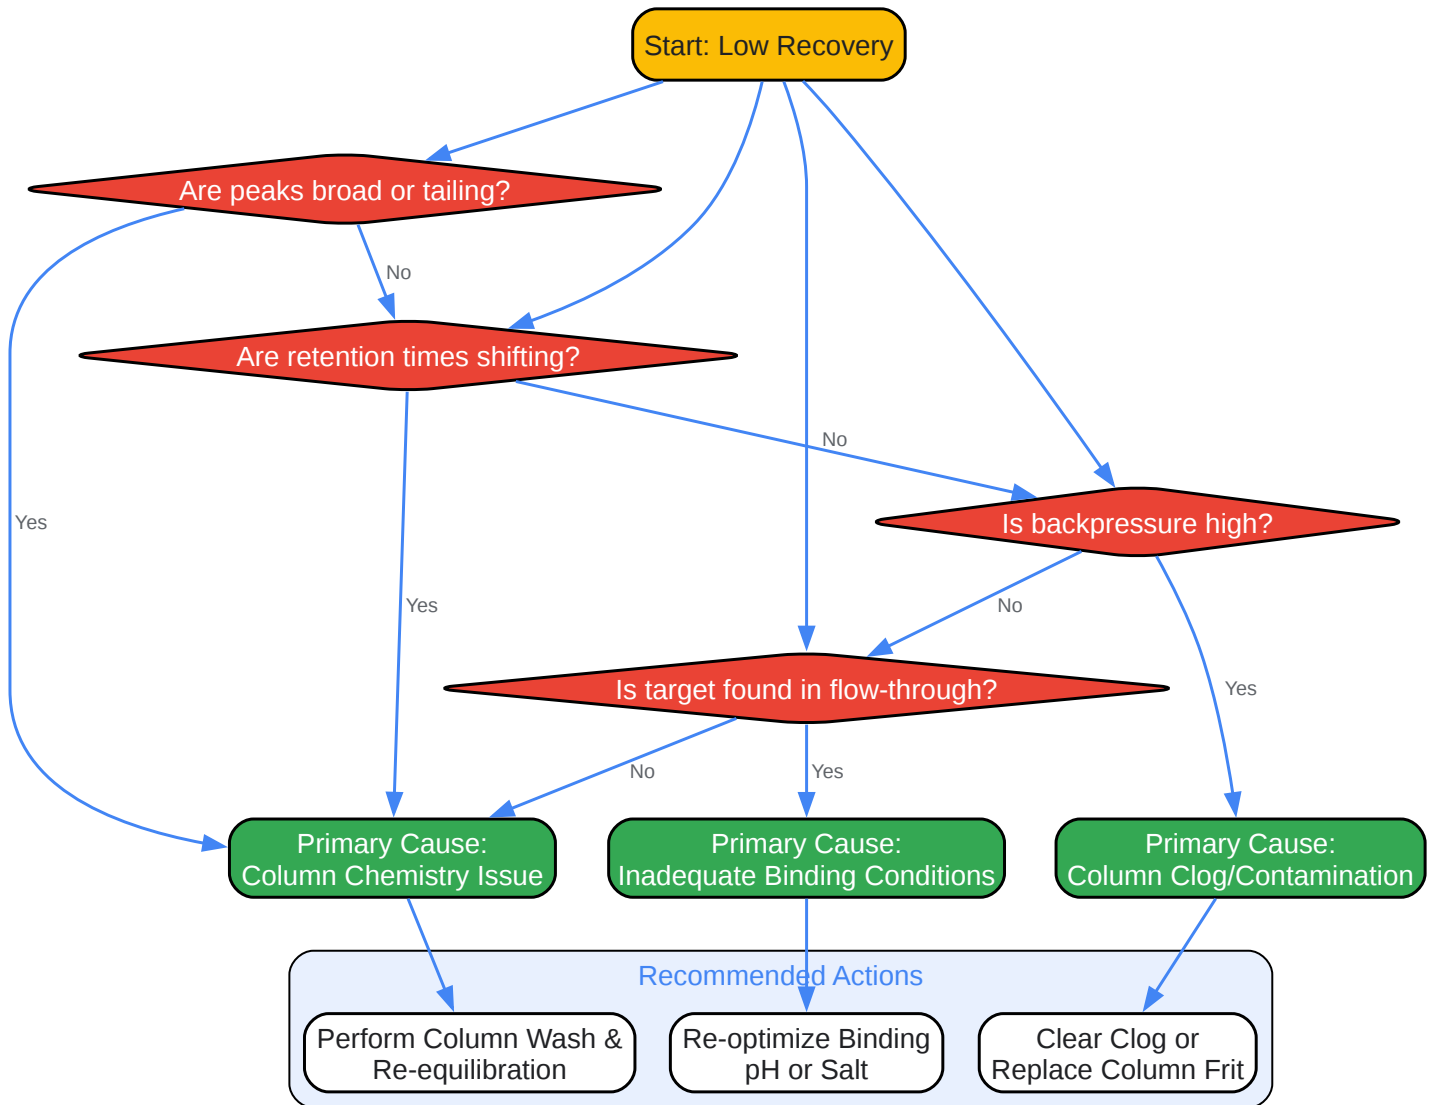 Start: Low Recovery
Are peaks broad or tailing?
No
Are retention times shifting?
No
Yes
Is backpressure high?
Yes
No
Is target found in flow-through?
Yes
No
Yes
Primary Cause:
Column Chemistry Issue
Primary Cause:
Inadequate Binding Conditions
Primary Cause:
Column Clog/Contamination
Recommended Actions
Perform Column Wash &
Re-equilibration
Re-optimize Binding
pH or Salt
Clear Clog or
Replace Column Frit